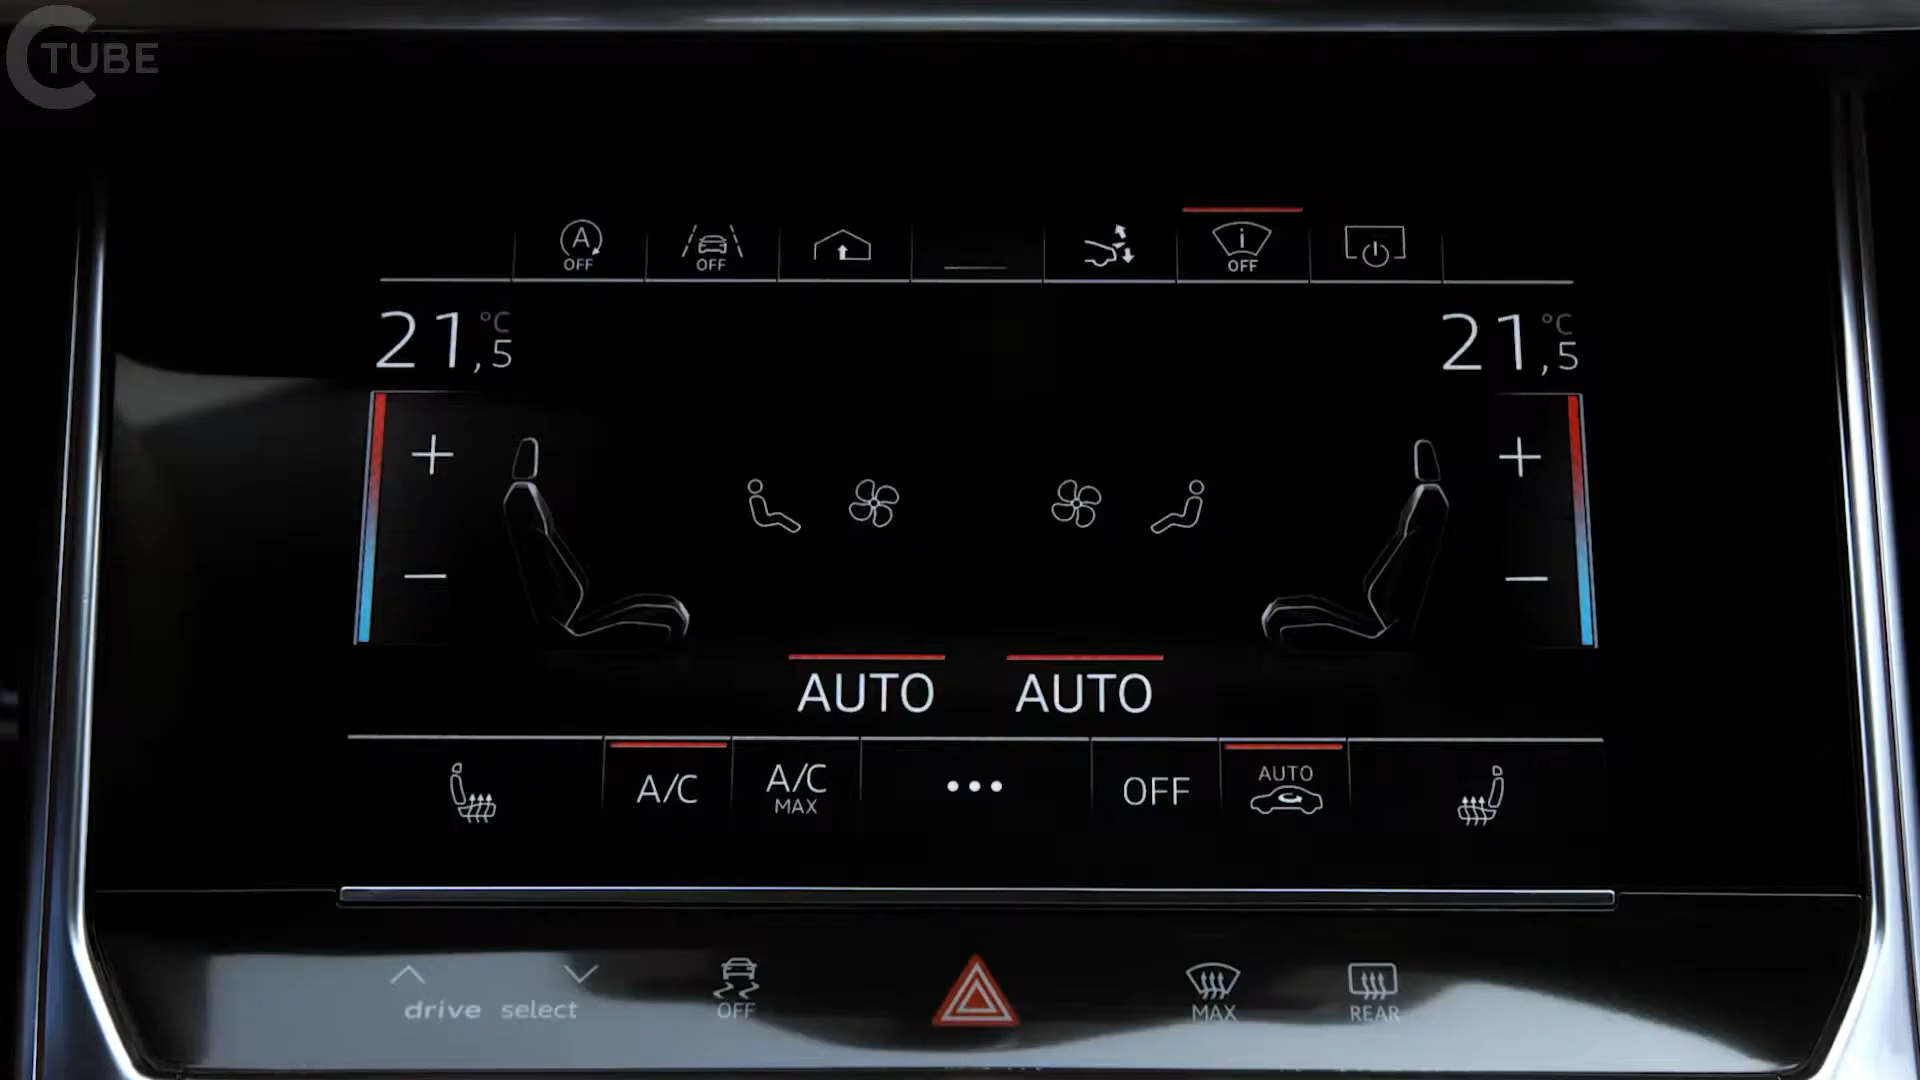 TUBE
A
OFF
OFF
i
OFF
21,5 °C
21,5 °C
+
+
−
−
AUTO AUTO
A/C
A/C
MAX
•••
OFF
AUTO
drive select
OFF
MAX
REAR